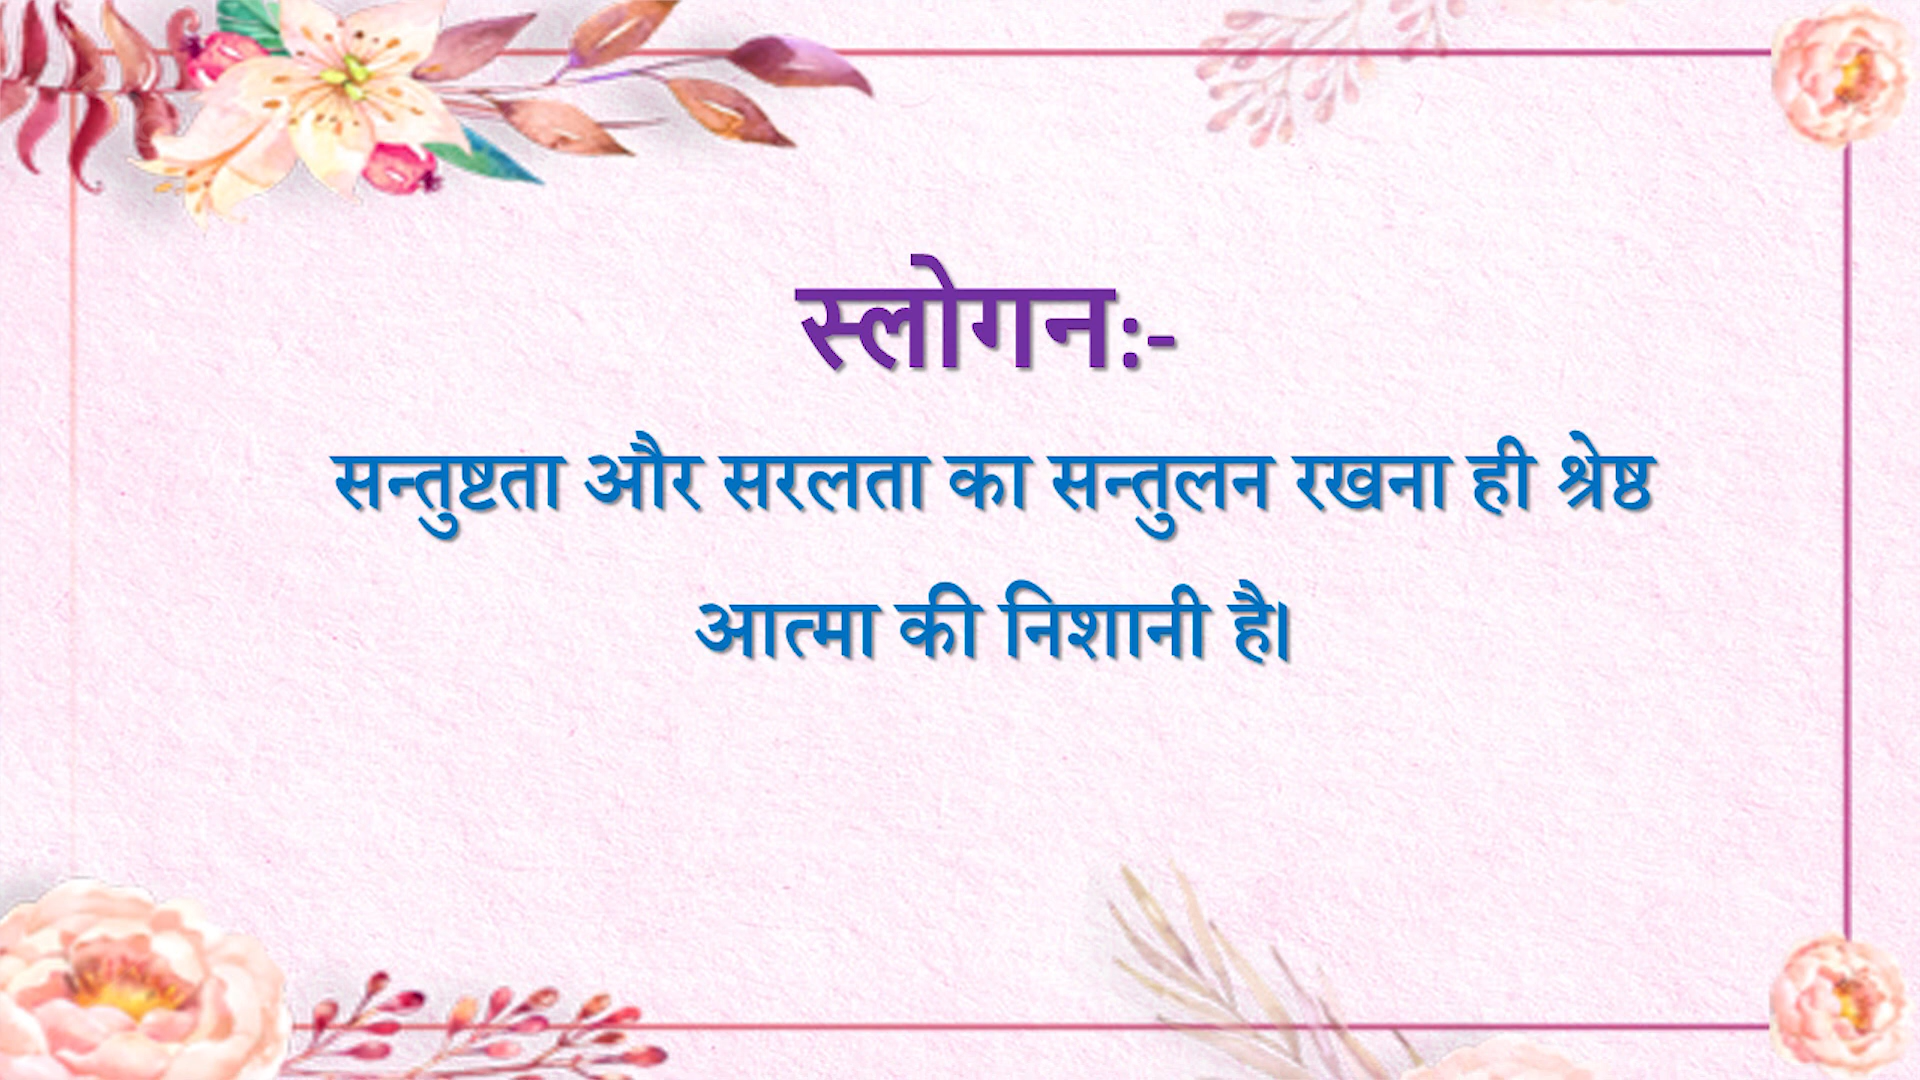 स्लोगन:-
सन्तुष्टता और सरलता का सन्तुलन रखना ही श्रेष्ठ
आत्मा की निशानी है।